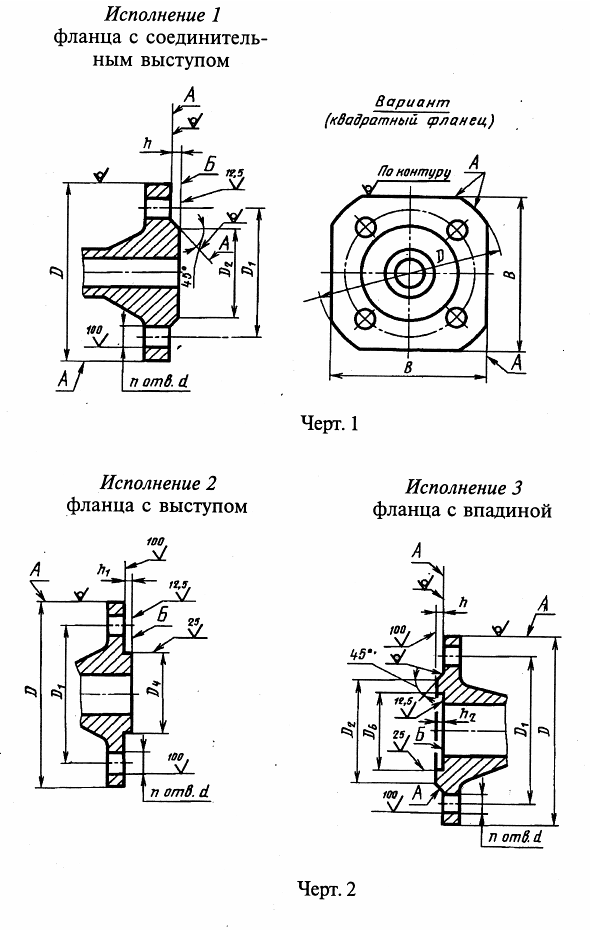 Исполнение 1
фланца с соединитель-
ным выступом
А
h
Б
12,5
D
45°
А
D2
D1
100
А
n отв. d
Вариант
(квадратный фланец)
По контуру
А
D
В
В
А
Черт. 1
Исполнение 2
фланца с выступом
100
А
h1
12,5
Б
25
D
D1
D4
100
n отв. d
Исполнение 3
фланца с впадиной
А
h
100
А
45°
12,5
h2
D2
D6
Б
25
D1
D
А
100
n отв. d
Черт. 2